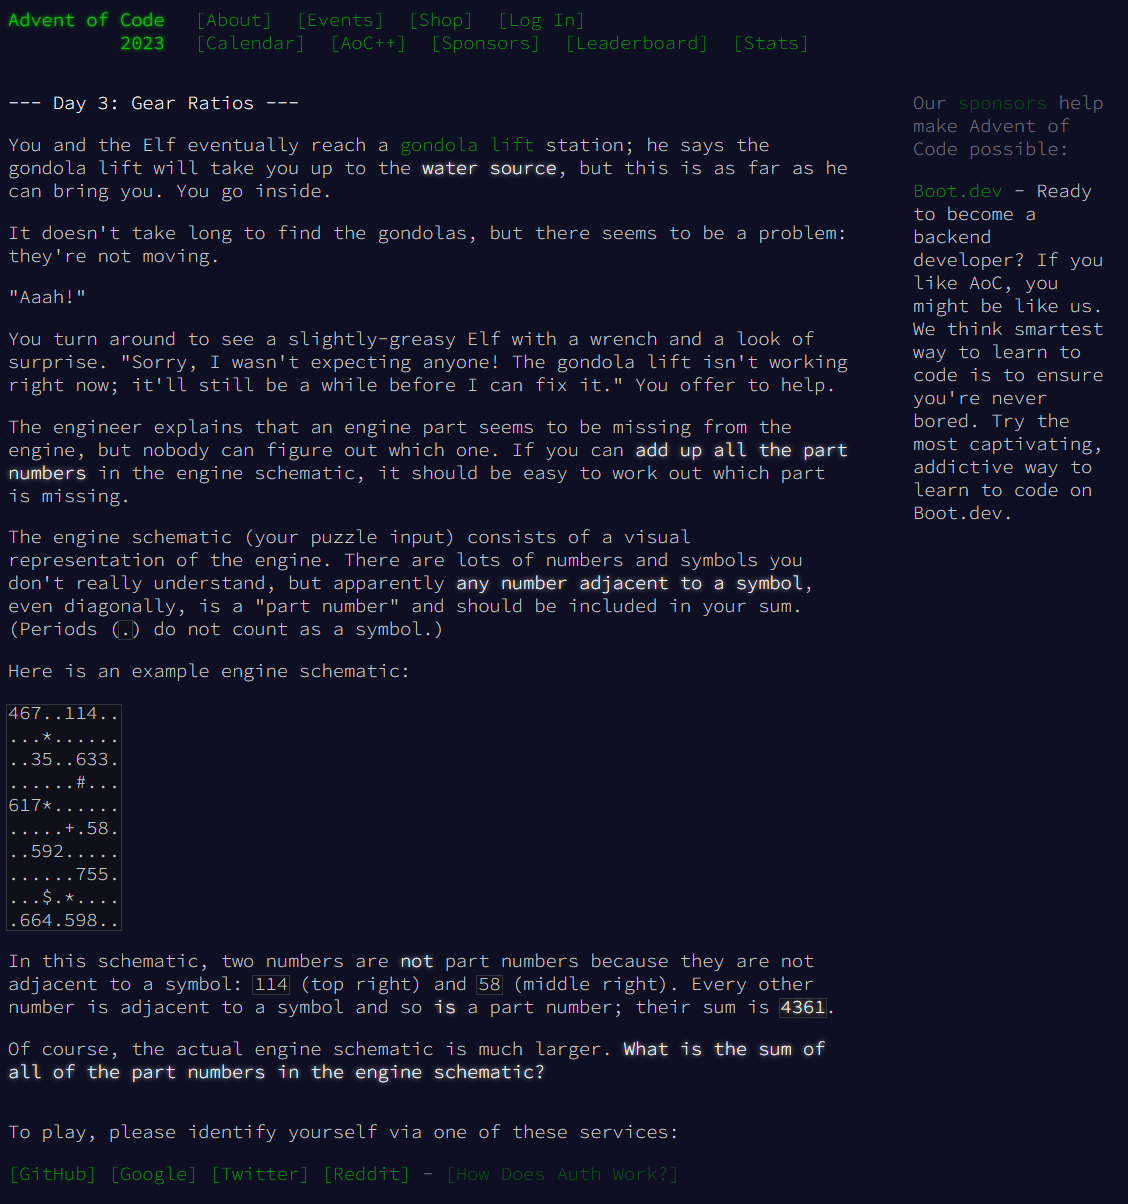 Advent of Code [About] [Events] [Shop] [Log In]
2023 [Calendar] [AoC++] [Sponsors] [Leaderboard] [Stats]
--- Day 3: Gear Ratios ---
You and the Elf eventually reach a gondola lift station; he says the
gondola lift will take you up to the water source, but this is as far as he
can bring you. You go inside.
It doesn't take long to find the gondolas, but there seems to be a problem:
they're not moving.
"Aaah!"
You turn around to see a slightly-greasy Elf with a wrench and a look of
surprise. "Sorry, I wasn't expecting anyone! The gondola lift isn't working
right now; it'll still be a while before I can fix it." You offer to help.
The engineer explains that an engine part seems to be missing from the
engine, but nobody can figure out which one. If you can add up all the part
numbers in the engine schematic, it should be easy to work out which part
is missing.
The engine schematic (your puzzle input) consists of a visual
representation of the engine. There are lots of numbers and symbols you
don't really understand, but apparently any number adjacent to a symbol,
even diagonally, is a "part number" and should be included in your sum.
(Periods (.) do not count as a symbol.)
Here is an example engine schematic:
467..114..
...*......
..35..633.
......#...
617*......
.....+.58.
..592.....
......755.
...$.*....
.664.598..
In this schematic, two numbers are not part numbers because they are not
adjacent to a symbol: 114 (top right) and 58 (middle right). Every other
number is adjacent to a symbol and so is a part number; their sum is 4361.
Of course, the actual engine schematic is much larger. What is the sum of
all of the part numbers in the engine schematic?
To play, please identify yourself via one of these services:
[GitHub] [Google] [Twitter] [Reddit] - [How Does Auth Work?]
Our sponsors help
make Advent of
Code possible:
Boot.dev - Ready
to become a
backend
developer? If you
like AoC, you
might be like us.
We think smartest
way to learn to
code is to ensure
you're never
bored. Try the
most captivating,
addictive way to
learn to code on
Boot.dev.